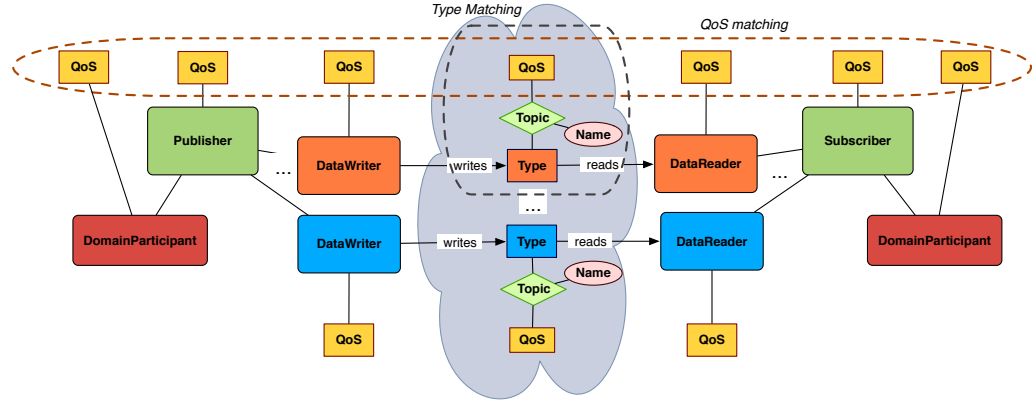 Type Matching
QoS matching
QoS
QoS
QoS
QoS
QoS
QoS
QoS
Publisher
Topic
Name
Subscriber
...
DataWriter
writes
Type
reads
DataReader
...
...
DomainParticipant
DataWriter
writes
Type
reads
DataReader
DomainParticipant
Name
Topic
QoS
QoS
QoS